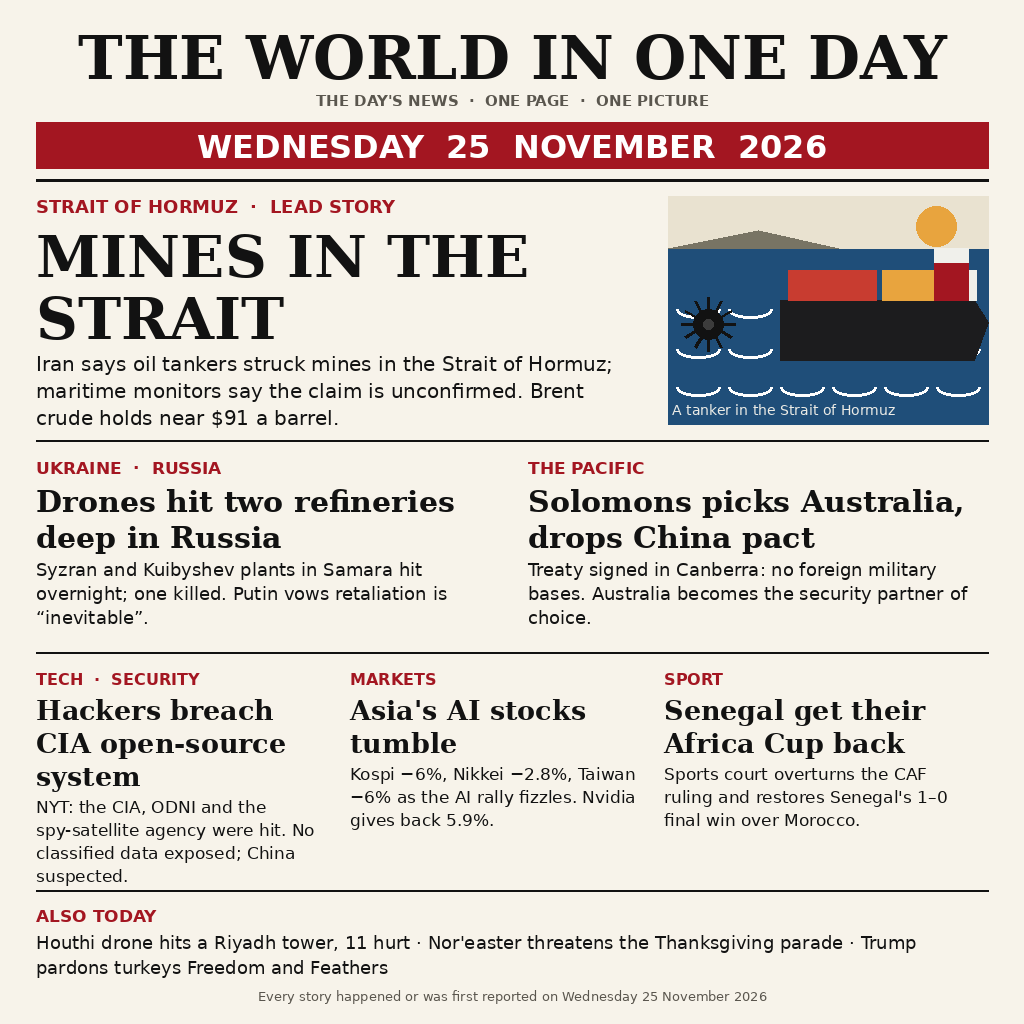 THE WORLD IN ONE DAY
THE DAY'S NEWS · ONE PAGE · ONE PICTURE
WEDNESDAY 25 NOVEMBER 2026
STRAIT OF HORMUZ · LEAD STORY
MINES IN THE
STRAIT
Iran says oil tankers struck mines in the Strait of Hormuz;
maritime monitors say the claim is unconfirmed. Brent
crude holds near $91 a barrel.
A tanker in the Strait of Hormuz
UKRAINE · RUSSIA
Drones hit two refineries
deep in Russia
Syzran and Kuibyshev plants in Samara hit
overnight; one killed. Putin vows retaliation is
“inevitable”.
THE PACIFIC
Solomons picks Australia,
drops China pact
Treaty signed in Canberra: no foreign military
bases. Australia becomes the security partner of
choice.
TECH · SECURITY
Hackers breach
CIA open-source
system
NYT: the CIA, ODNI and the
spy-satellite agency were hit. No
classified data exposed; China
suspected.
MARKETS
Asia's AI stocks
tumble
Kospi −6%, Nikkei −2.8%, Taiwan
−6% as the AI rally fizzles. Nvidia
gives back 5.9%.
SPORT
Senegal get their
Africa Cup back
Sports court overturns the CAF
ruling and restores Senegal's 1–0
final win over Morocco.
ALSO TODAY
Houthi drone hits a Riyadh tower, 11 hurt · Nor'easter threatens the Thanksgiving parade · Trump
pardons turkeys Freedom and Feathers
Every story happened or was first reported on Wednesday 25 November 2026